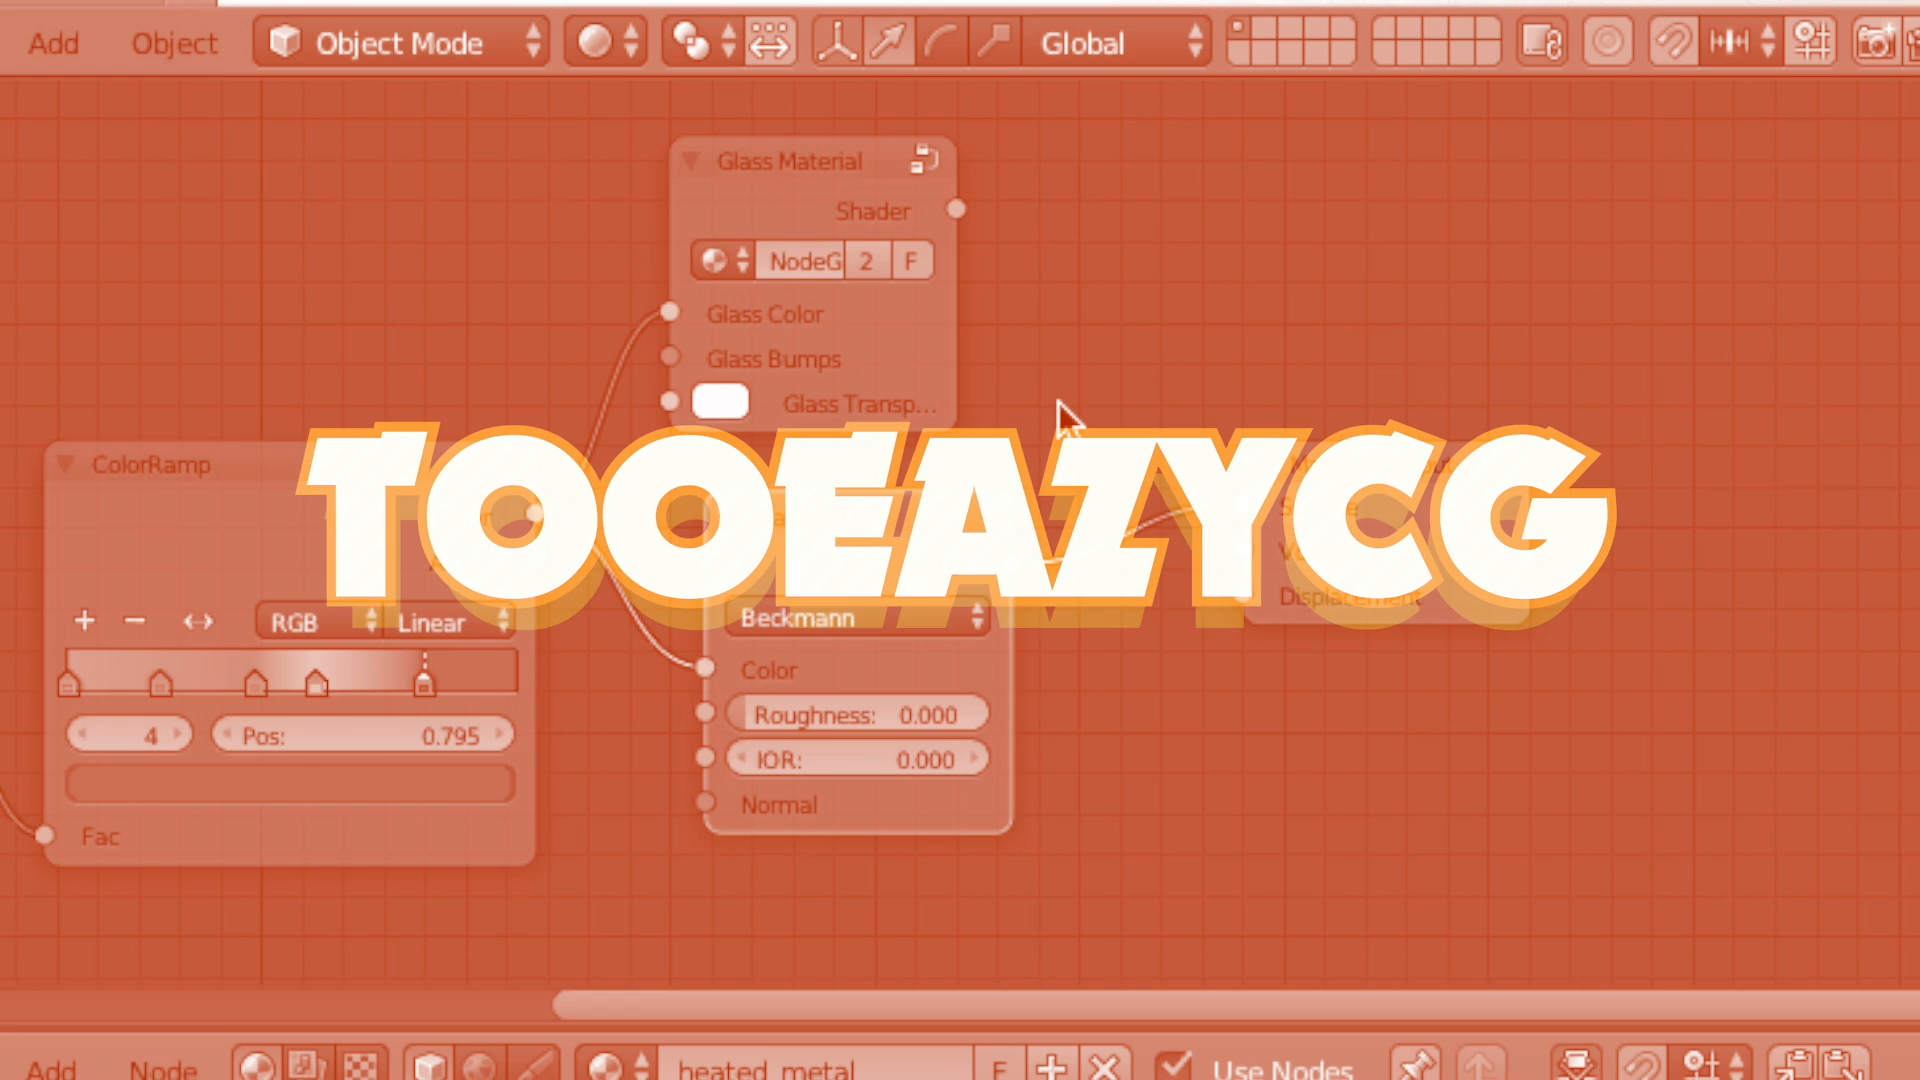 Add Object Object Mode Global
Glass Material
Shader
NodeG 2 F
Glass Color
Glass Bumps
Glass Transp...
ColorRamp
TOOEAZYCG
Displacement
RGB Linear
Beckmann
Color
Roughness: 0.000
4 Pos: 0.795
IOR: 0.000
Normal
Fac
Add Node heated_metal F Use Nodes